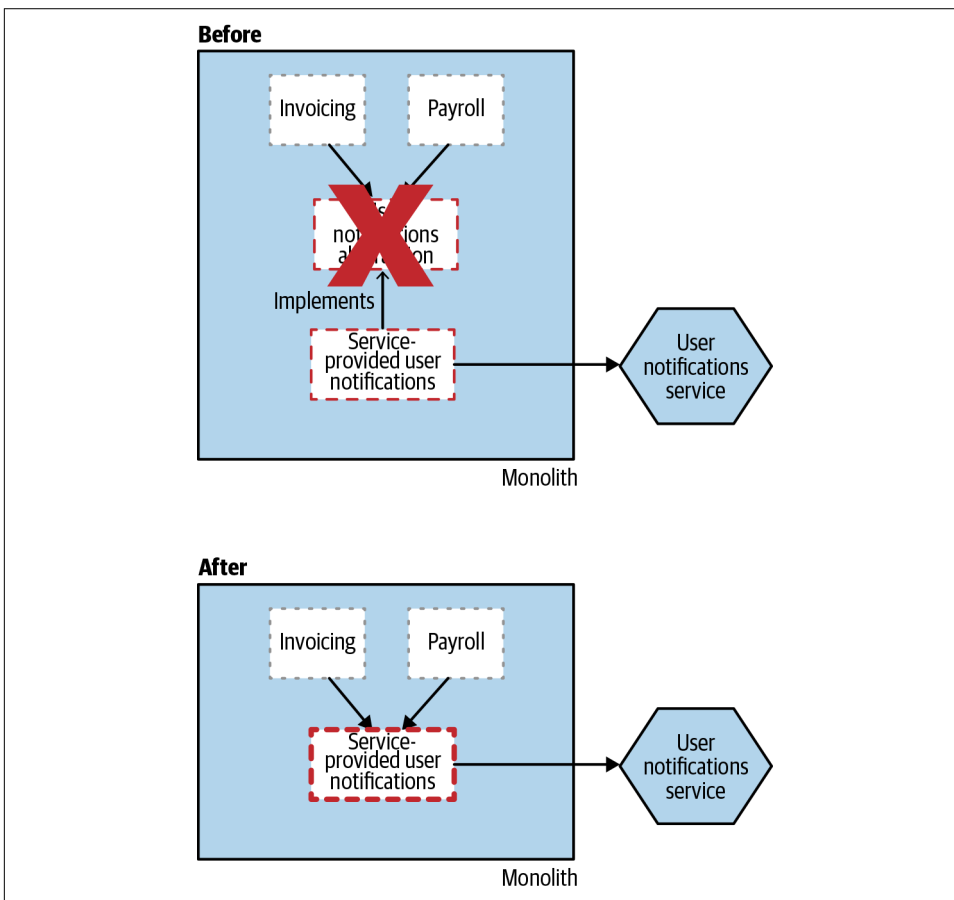 Before
Invoicing
Payroll
Implements
Service-
provided user
notifications
User
notifications
service
Monolith
After
Invoicing
Payroll
Service-
provided user
notifications
User
notifications
service
Monolith